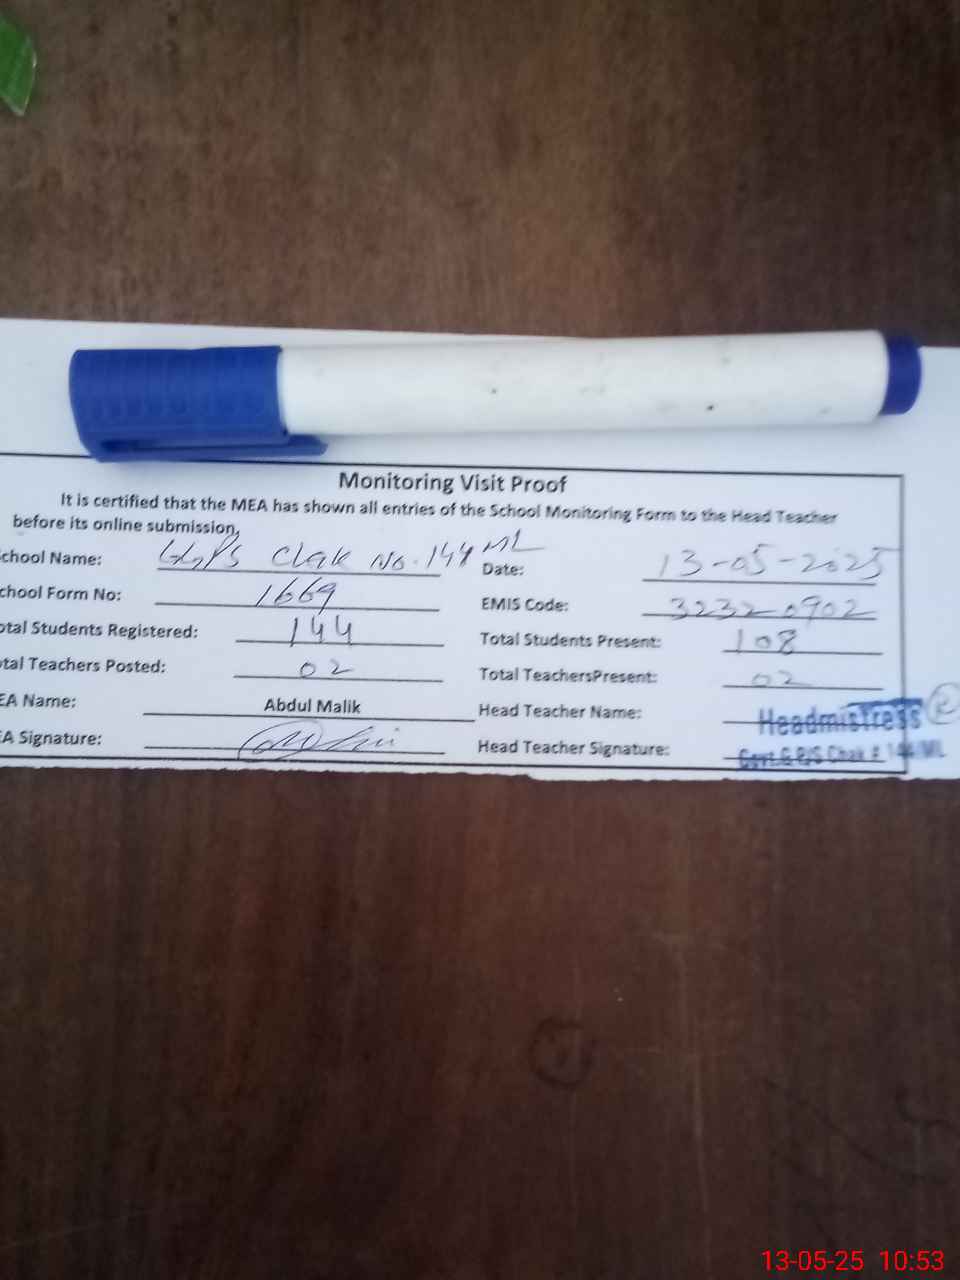 Monitoring Visit Proof
It is certified that the MEA has shown all entries of the School Monitoring Form to the Head Teacher
before its online submission,
chool Name: GGPS Chak No. 144 ML Date: 13-05-2025
chool Form No: 1669 EMIS Code: 32320902
otal Students Registered: 144 Total Students Present: 108
tal Teachers Posted: 02 Total TeachersPresent: 02
EA Name: Abdul Malik Head Teacher Name: Headmistress
A Signature: Head Teacher Signature: Govt.G.P/S Chak # 144/ML
13-05-25 10:53